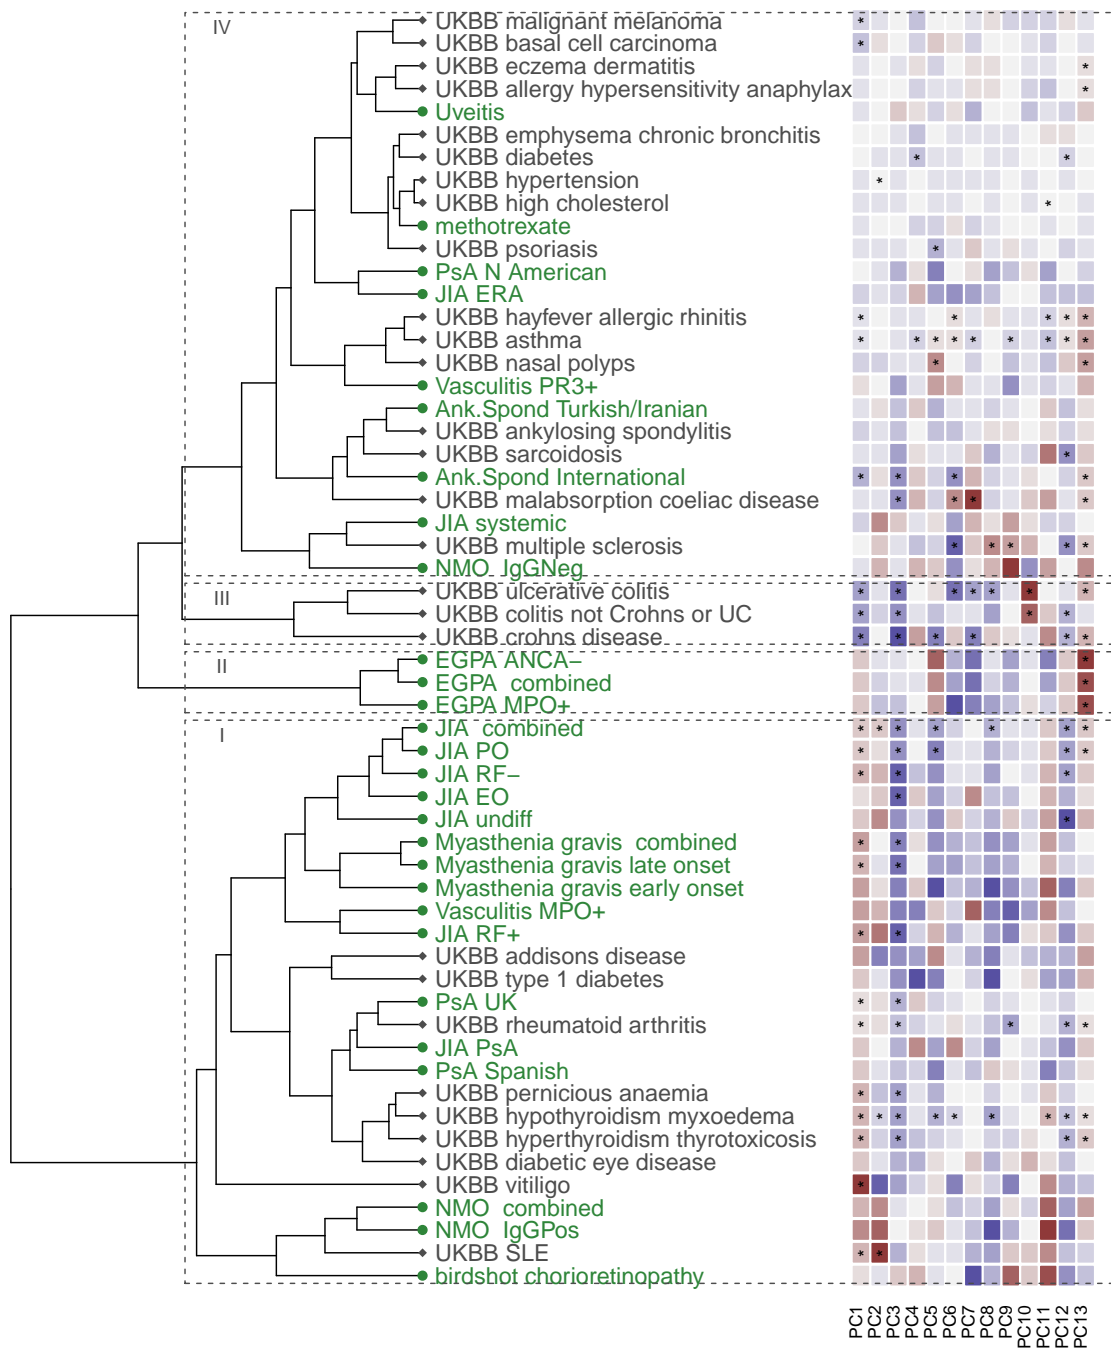 IV
UKBB malignant melanoma
UKBB basal cell carcinoma
UKBB eczema dermatitis
UKBB allergy hypersensitivity anaphylax
Uveitis
UKBB emphysema chronic bronchitis
UKBB diabetes
UKBB hypertension
UKBB high cholesterol
methotrexate
UKBB psoriasis
PsA N American
JIA ERA
UKBB hayfever allergic rhinitis
UKBB asthma
UKBB nasal polyps
Vasculitis PR3+
Ank.Spond Turkish/Iranian
UKBB ankylosing spondylitis
UKBB sarcoidosis
Ank.Spond International
UKBB malabsorption coeliac disease
JIA systemic
UKBB multiple sclerosis
NMO IgGNeg
III
UKBB ulcerative colitis
UKBB colitis not Crohns or UC
UKBB crohns disease
II
EGPA ANCA−
EGPA combined
EGPA MPO+
I
JIA combined
JIA PO
JIA RF−
JIA EO
JIA undiff
Myasthenia gravis combined
Myasthenia gravis late onset
Myasthenia gravis early onset
Vasculitis MPO+
JIA RF+
UKBB addisons disease
UKBB type 1 diabetes
PsA UK
UKBB rheumatoid arthritis
JIA PsA
PsA Spanish
UKBB pernicious anaemia
UKBB hypothyroidism myxoedema
UKBB hyperthyroidism thyrotoxicosis
UKBB diabetic eye disease
UKBB vitiligo
NMO combined
NMO IgGPos
UKBB SLE
birdshot chorioretinopathy
PC1
PC2
PC3
PC4
PC5
PC6
PC7
PC8
PC9
PC10
PC11
PC12
PC13